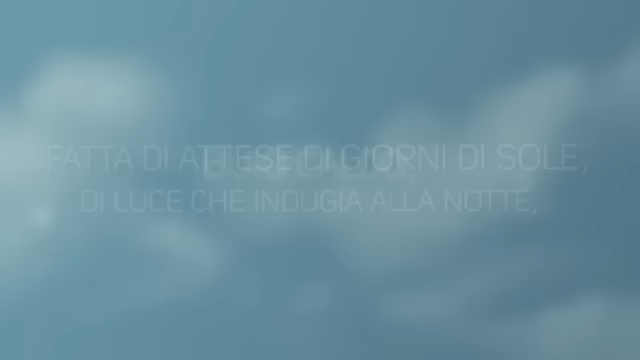 FATTA DI ATTESE DI GIORNI DI SOLE,
DI LUCE CHE INDUGIA ALLA NOTTE,